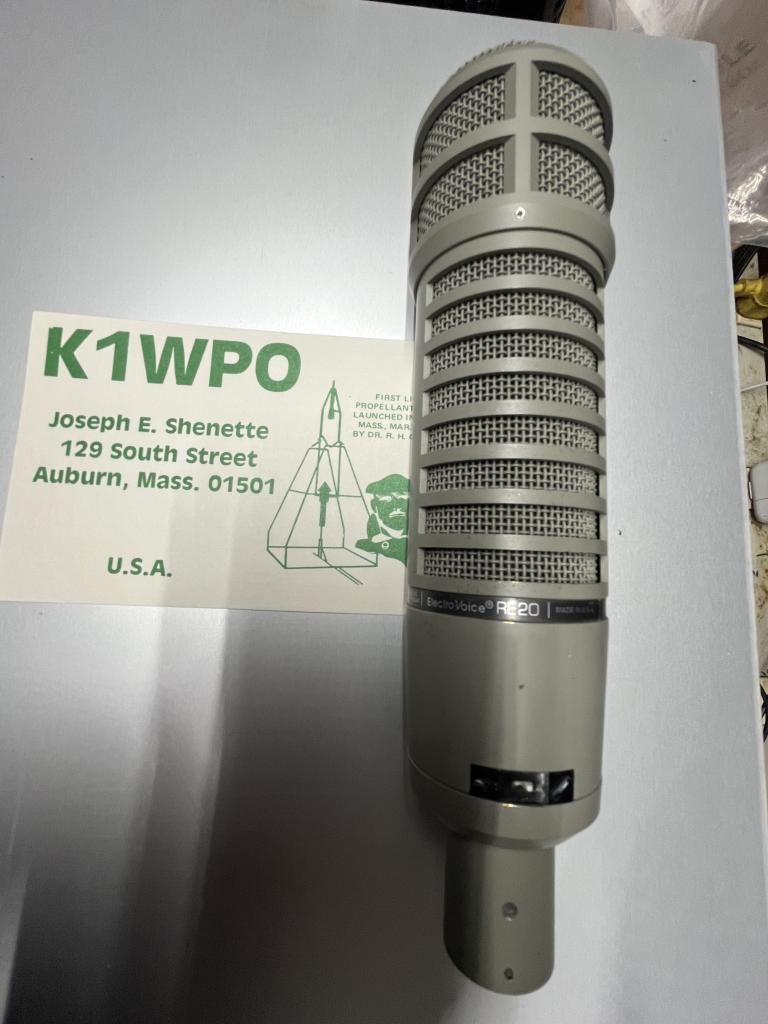 K1WPO
Joseph E. Shenette
129 South Street
Auburn, Mass. 01501
U.S.A.
FIRST LI
PROPELLANT
LAUNCHED IN
MASS., MAR.
BY DR. R. H.
Electro-Voice® RE20